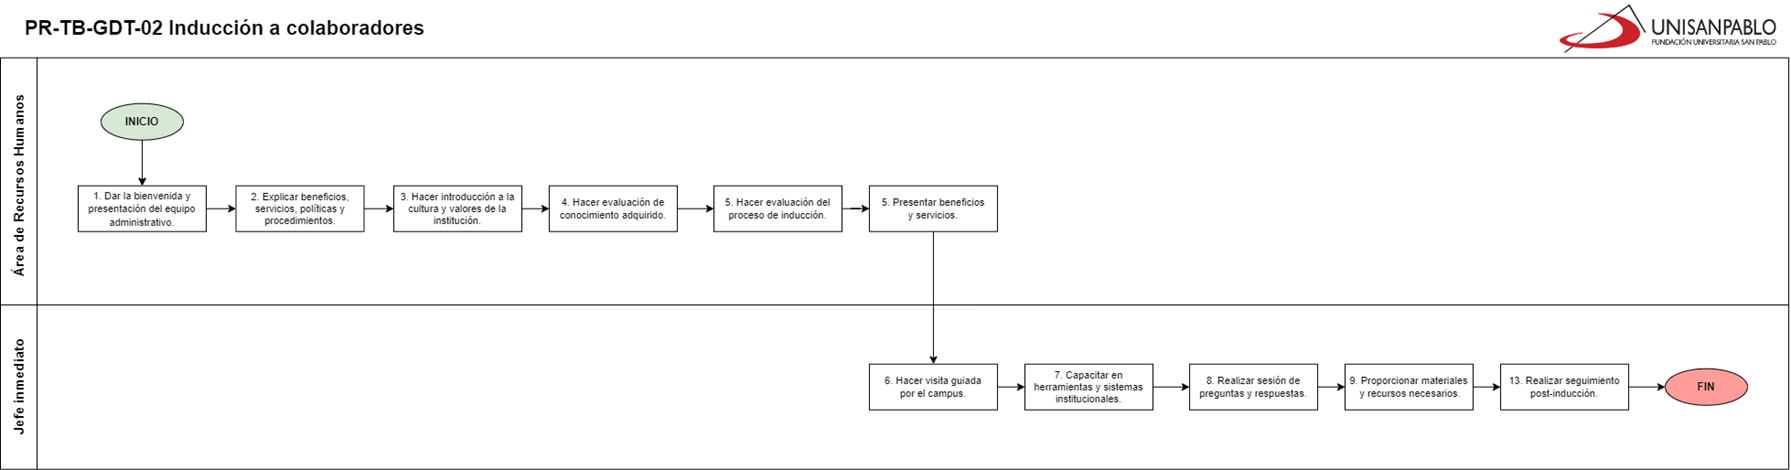 PR-TB-GDT-02 Inducción a colaboradores
UNISANPABLO
FUNDACIÓN UNIVERSITARIA SAN PABLO
Área de Recursos Humanos
INICIO
1. Dar la bienvenida y
presentación del equipo
administrativo.
2. Explicar beneficios,
servicios, políticas y
procedimientos.
3. Hacer introducción a la
cultura y valores de la
institución.
4. Hacer evaluación de
conocimiento adquirido.
5. Hacer evaluación del
proceso de inducción.
5. Presentar beneficios
y servicios.
Jefe inmediato
6. Hacer visita guiada
por el campus.
7. Capacitar en
herramientas y sistemas
institucionales.
8. Realizar sesión de
preguntas y respuestas.
9. Proporcionar materiales
y recursos necesarios.
13. Realizar seguimiento
post-inducción.
FIN